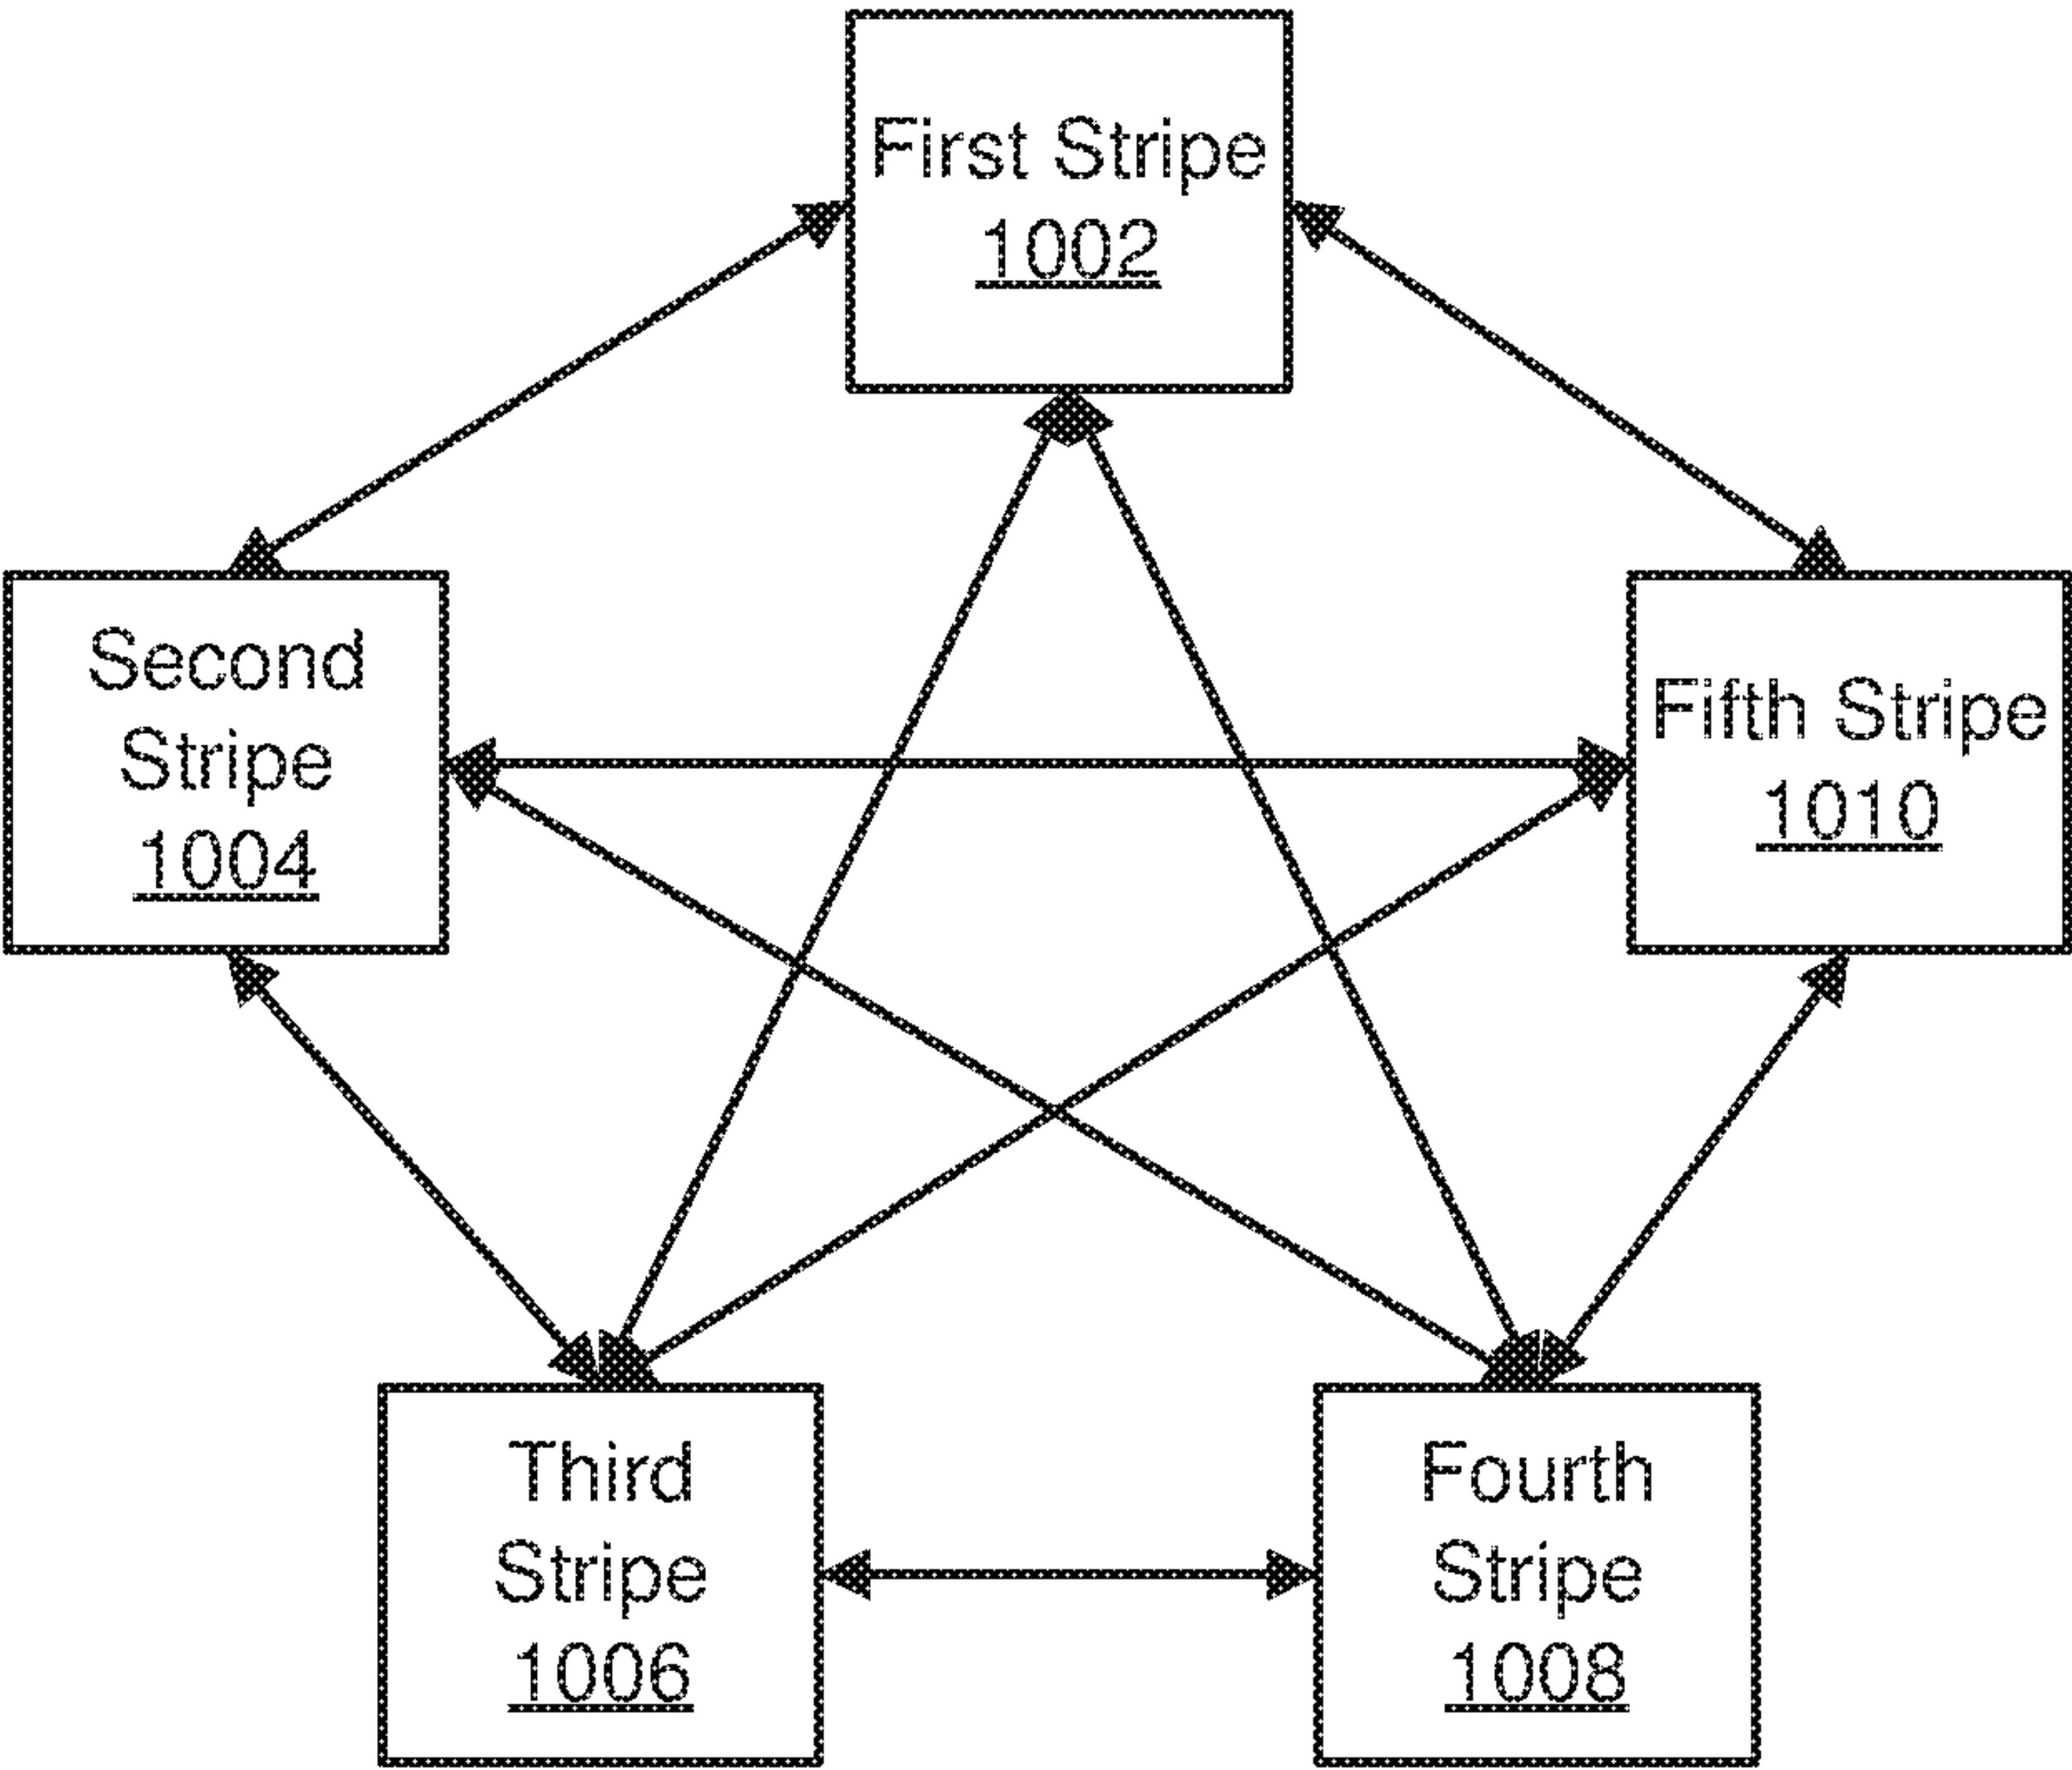 First Stripe
1002
Second
Stripe
1004
Fifth Stripe
1010
Third
Stripe
1006
Fourth
Stripe
1008